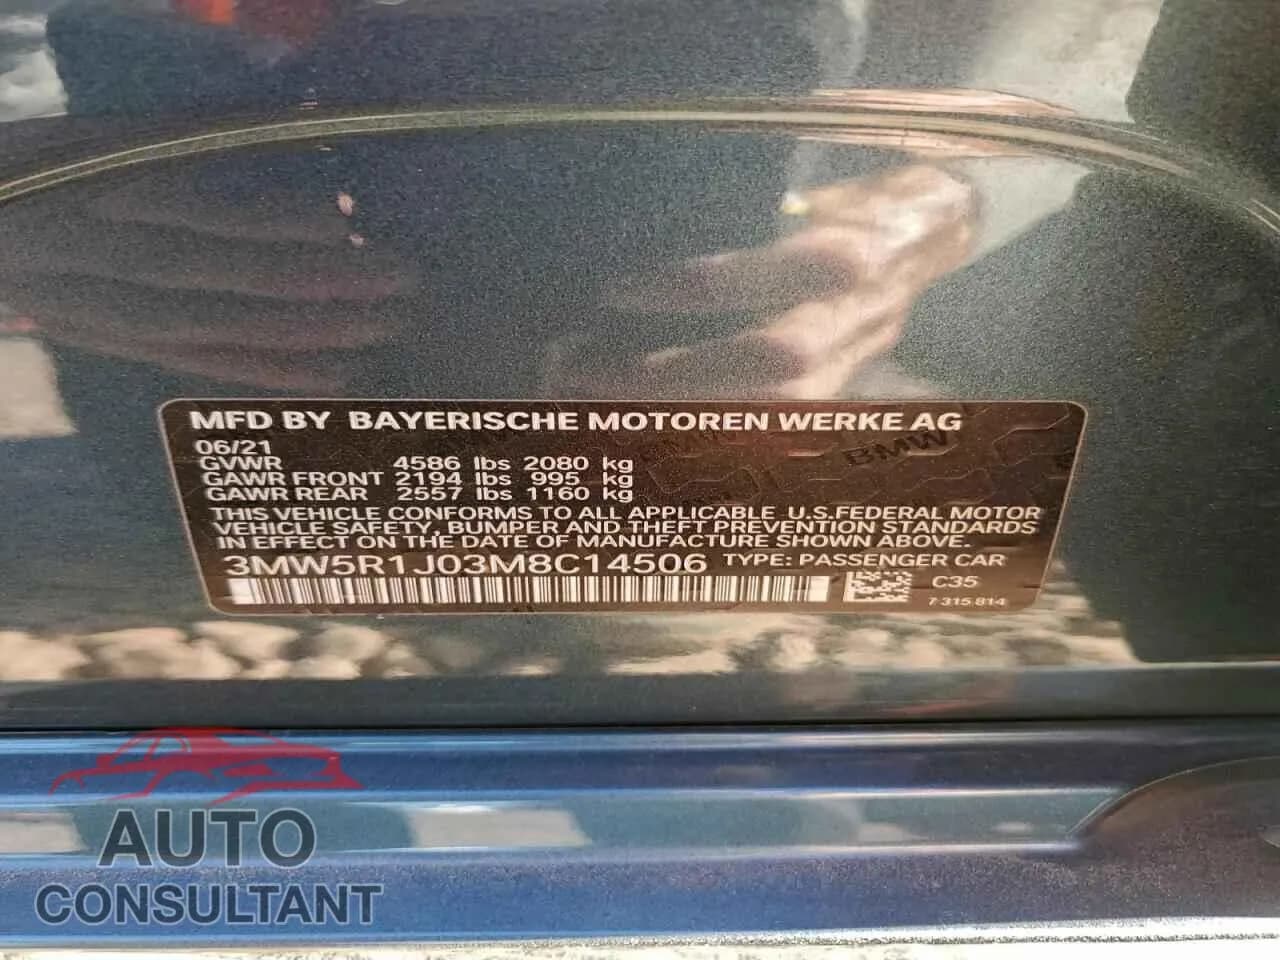 MFD BY BAYERISCHE MOTOREN WERKE AG
06/21
GVWR 4586 lbs 2080 kg
GAWR FRONT 2194 lbs 995 kg
GAWR REAR 2557 lbs 1160 kg
THIS VEHICLE CONFORMS TO ALL APPLICABLE U.S.FEDERAL MOTOR
VEHICLE SAFETY, BUMPER AND THEFT PREVENTION STANDARDS
IN EFFECT ON THE DATE OF MANUFACTURE SHOWN ABOVE.
3MW5R1J03M8C14506 TYPE: PASSENGER CAR
C35
7 315 814
BMW
AUTO
CONSULTANT